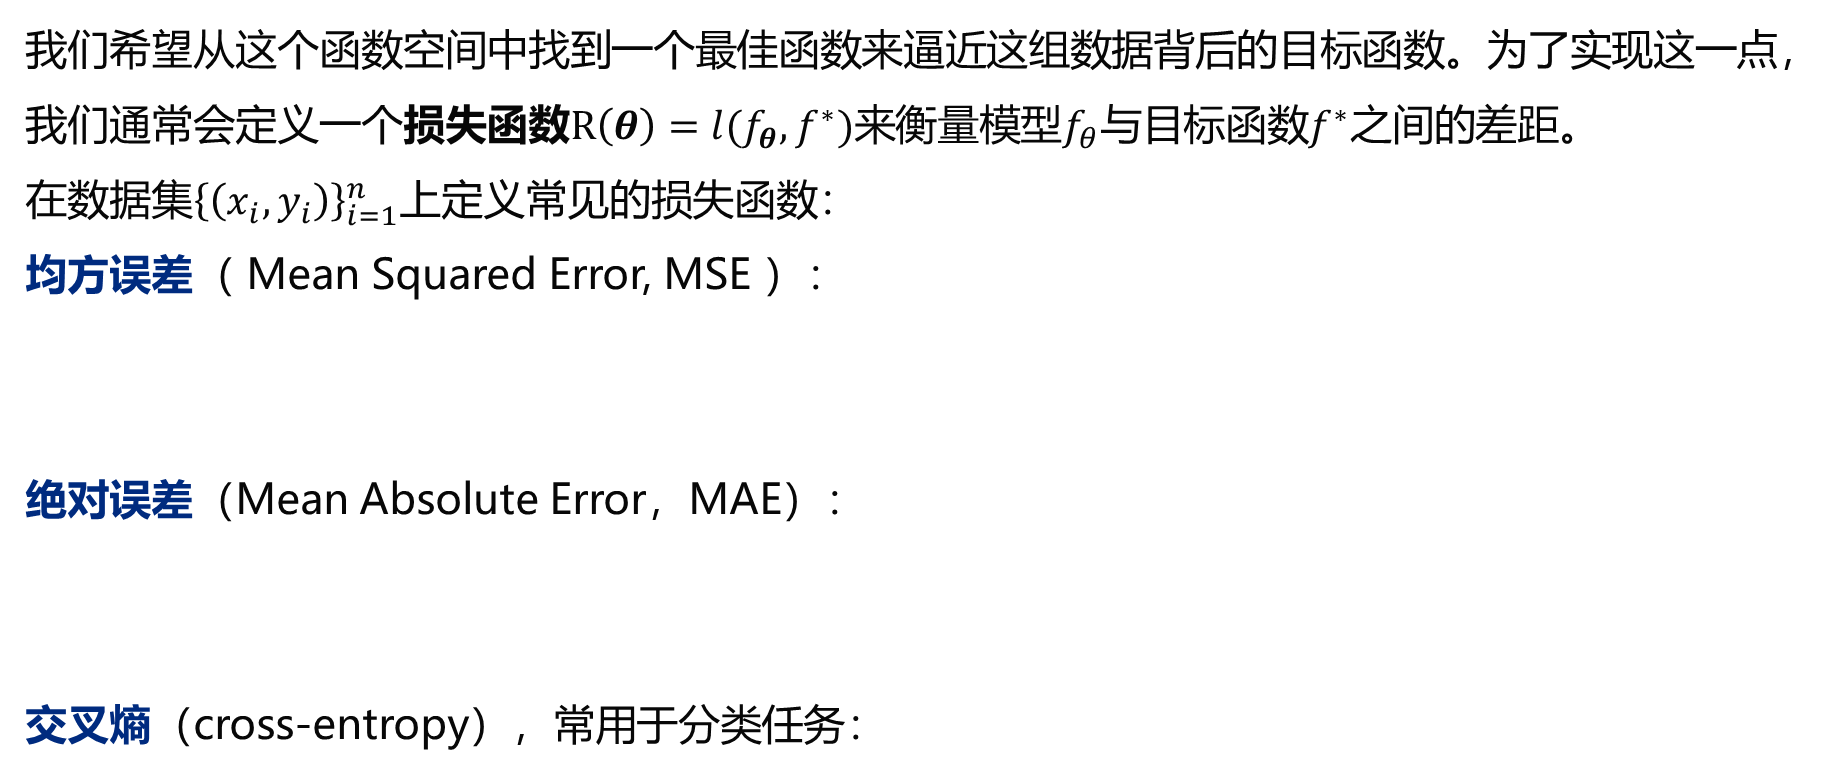 我们希望从这个函数空间中找到一个最佳函数来逼近这组数据背后的目标函数。为了实现这一点，
我们通常会定义一个损失函数R(𝜽) = 𝑙(𝑓𝜽, 𝑓*)来衡量模型𝑓𝜃与目标函数𝑓*之间的差距。
在数据集{(𝑥𝑖, 𝑦𝑖)}ⁿ𝑖=1上定义常见的损失函数：
均方误差（ Mean Squared Error, MSE ）：
绝对误差（Mean Absolute Error，MAE）：
交叉熵（cross-entropy），常用于分类任务：